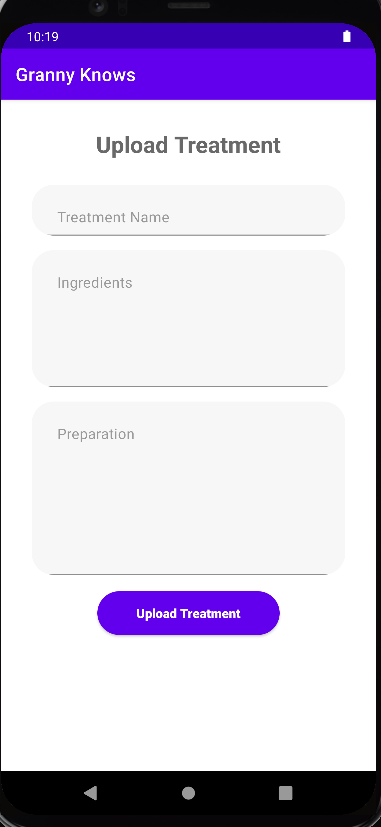 10:19
Granny Knows
Upload Treatment
Treatment Name
Ingredients
Preparation
Upload Treatment